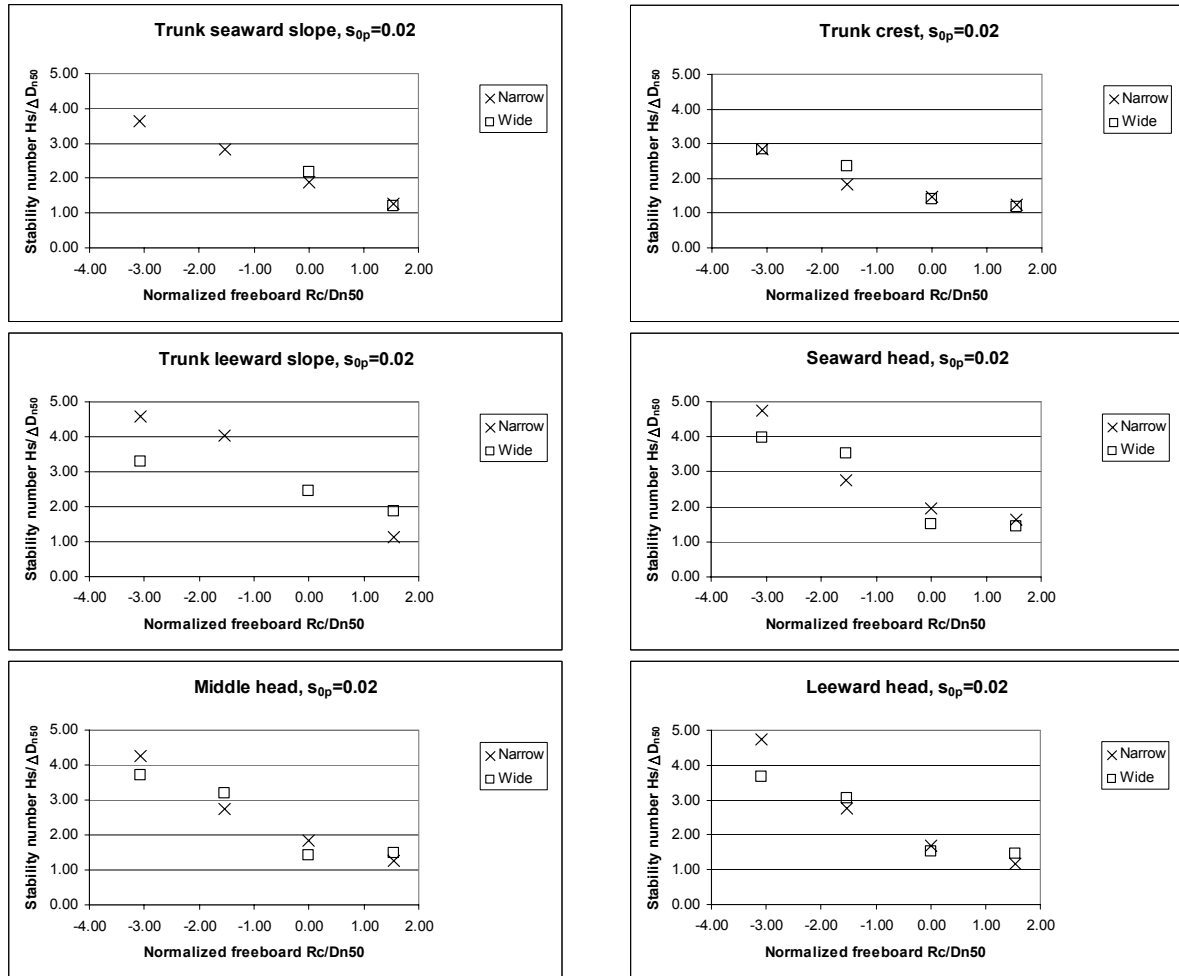 Trunk seaward slope, s0p=0.02
Stability number Hs/ΔDn50
5.00
4.00
3.00
2.00
1.00
0.00
-4.00 -3.00 -2.00 -1.00 0.00 1.00 2.00
Normalized freeboard Rc/Dn50
Narrow
Wide
Trunk crest, s0p=0.02
Stability number Hs/ΔDn50
5.00
4.00
3.00
2.00
1.00
0.00
-4.00 -3.00 -2.00 -1.00 0.00 1.00 2.00
Normalized freeboard Rc/Dn50
Narrow
Wide
Trunk leeward slope, s0p=0.02
Stability number Hs/ΔDn50
5.00
4.00
3.00
2.00
1.00
0.00
-4.00 -3.00 -2.00 -1.00 0.00 1.00 2.00
Normalized freeboard Rc/Dn50
Narrow
Wide
Seaward head, s0p=0.02
Stability number Hs/ΔDn50
5.00
4.00
3.00
2.00
1.00
0.00
-4.00 -3.00 -2.00 -1.00 0.00 1.00 2.00
Normalized freeboard Rc/Dn50
Narrow
Wide
Middle head, s0p=0.02
Stability number Hs/ΔDn50
5.00
4.00
3.00
2.00
1.00
0.00
-4.00 -3.00 -2.00 -1.00 0.00 1.00 2.00
Normalized freeboard Rc/Dn50
Narrow
Wide
Leeward head, s0p=0.02
Stability number Hs/ΔDn50
5.00
4.00
3.00
2.00
1.00
0.00
-4.00 -3.00 -2.00 -1.00 0.00 1.00 2.00
Normalized freeboard Rc/Dn50
Narrow
Wide